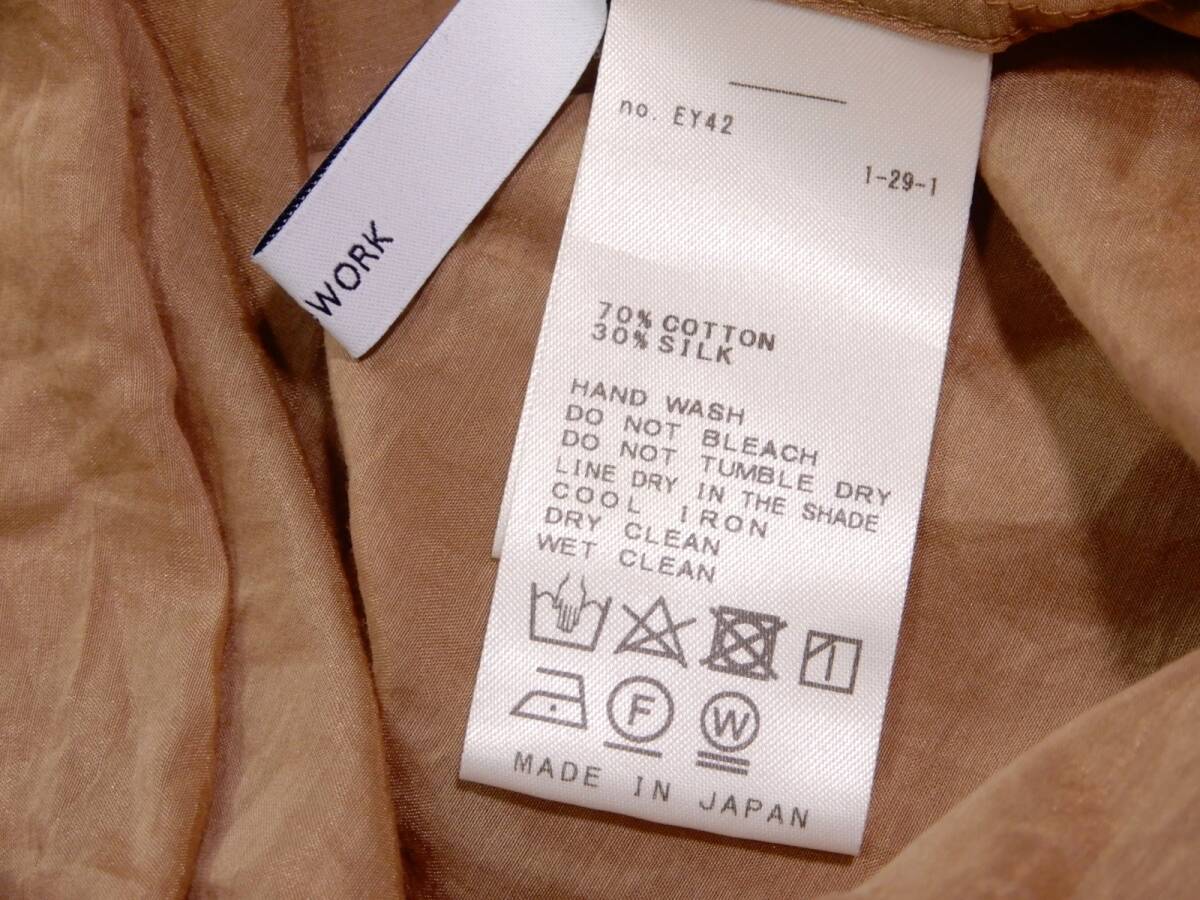 WORK
no. EY42
1-29-1
70% COTTON
30% SILK
HAND WASH
DO NOT BLEACH
DO NOT TUMBLE DRY
LINE DRY IN THE SHADE
COOL IRON
DRY CLEAN
WET CLEAN
F W
MADE IN JAPAN